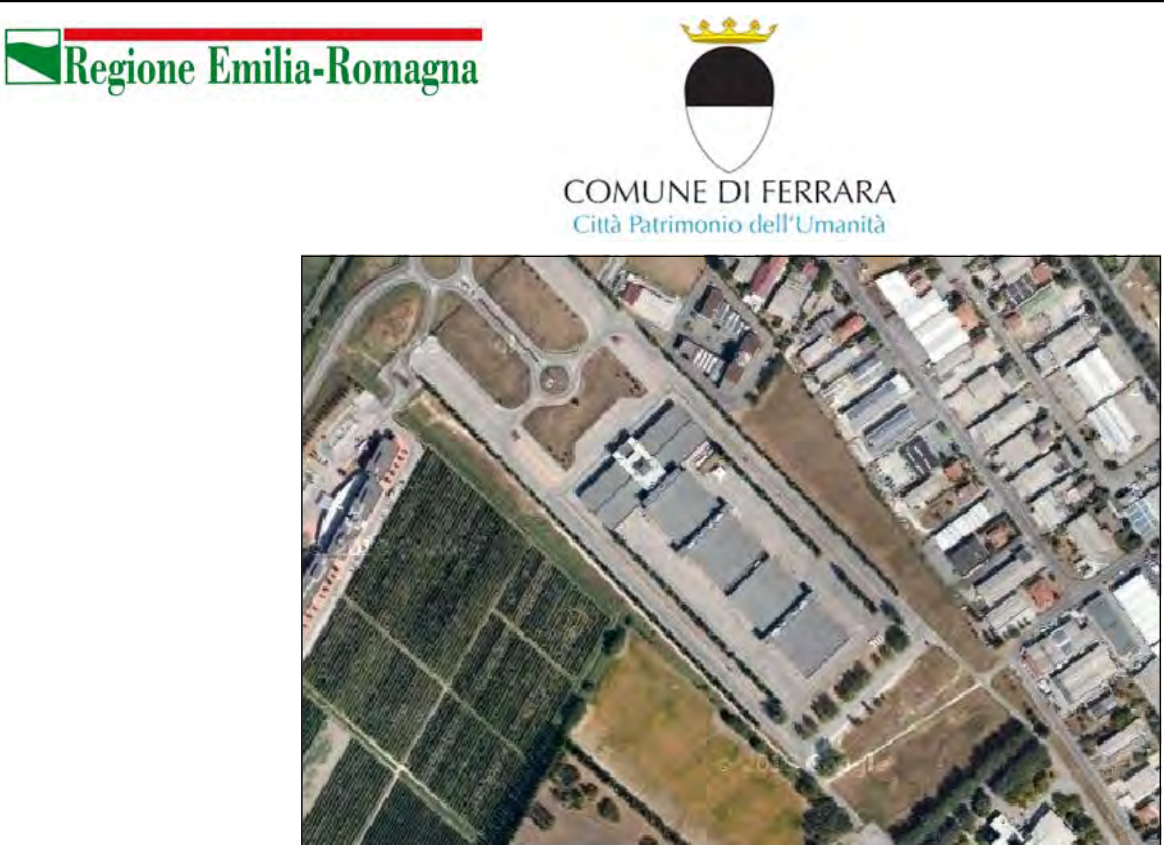 Regione Emilia-Romagna
COMUNE DI FERRARA
Città Patrimonio dell'Umanità